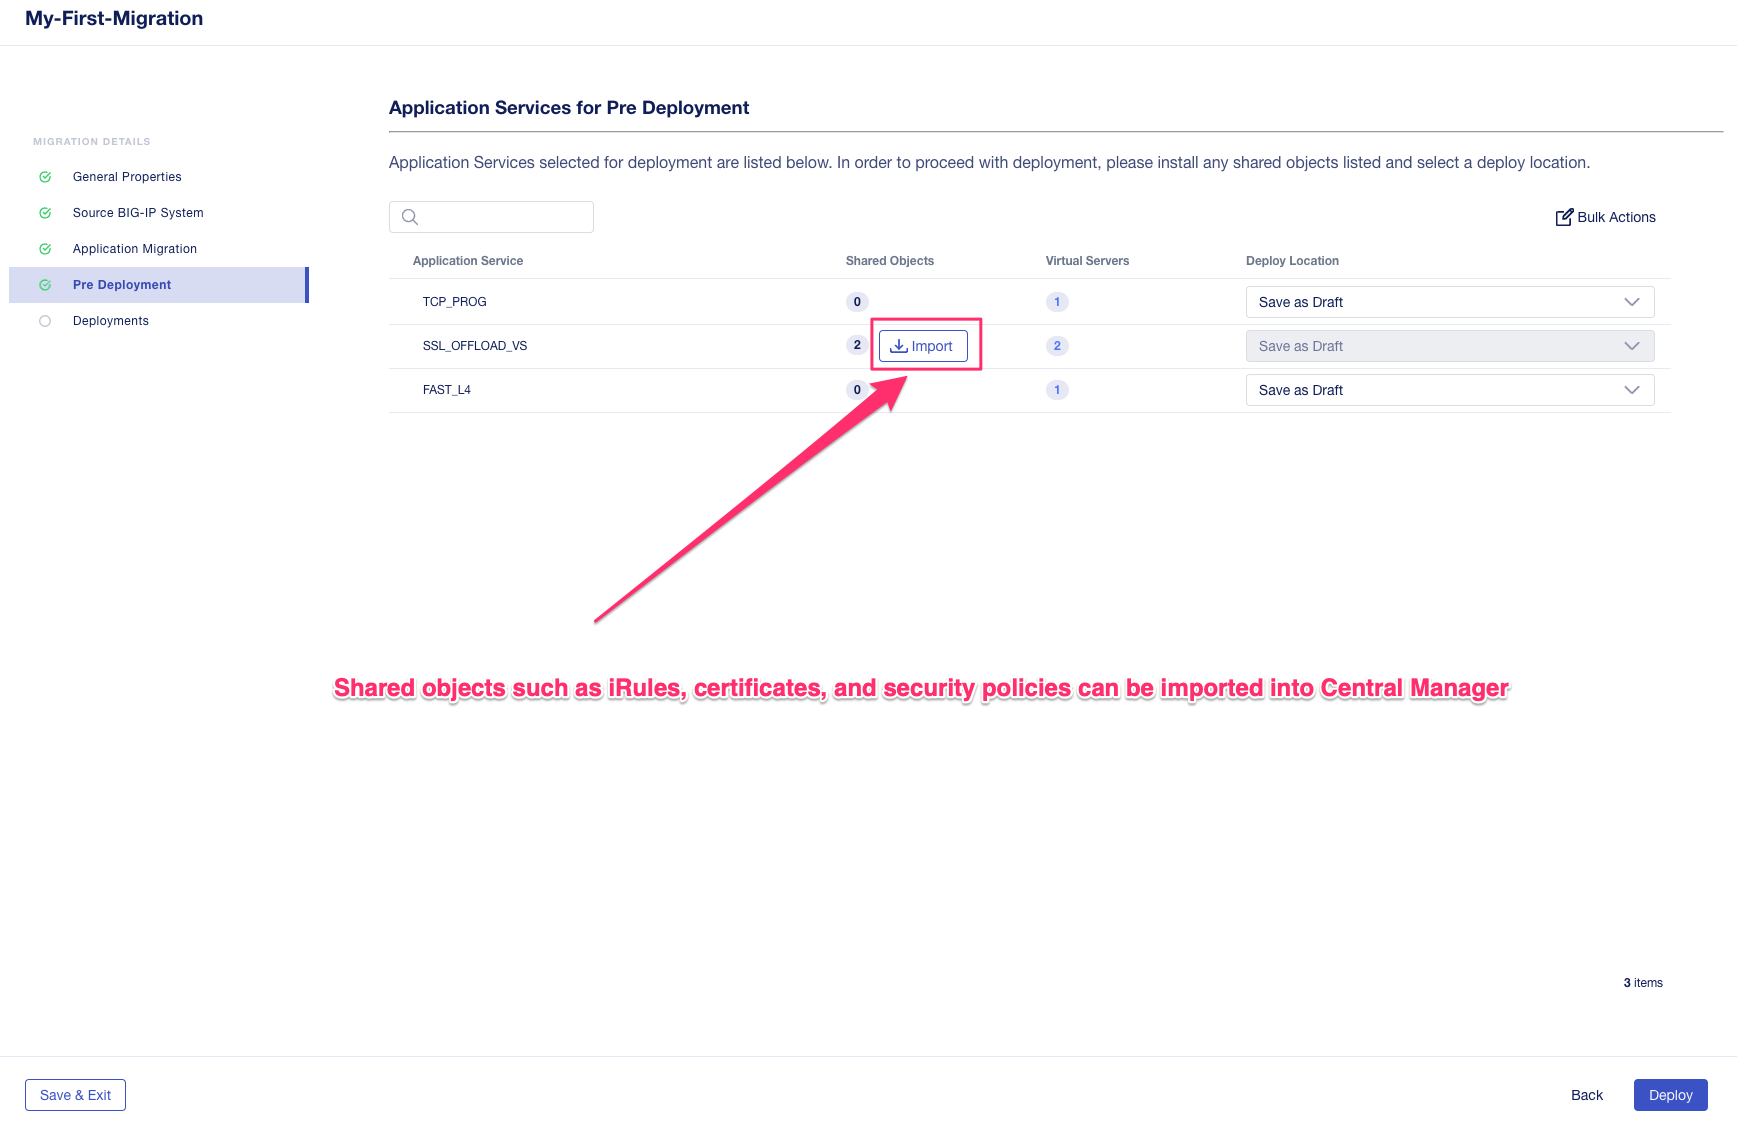 My-First-Migration
MIGRATION DETAILS
General Properties
Source BIG-IP System
Application Migration
Pre Deployment
Deployments
Application Services for Pre Deployment
Application Services selected for deployment are listed below. In order to proceed with deployment, please install any shared objects listed and select a deploy location.
Bulk Actions
Application Service Shared Objects Virtual Servers Deploy Location
TCP_PROG 0 1 Save as Draft
SSL_OFFLOAD_VS 2 Import 2 Save as Draft
FAST_L4 0 1 Save as Draft
Shared objects such as iRules, certificates, and security policies can be imported into Central Manager
3 items
Save & Exit Back Deploy